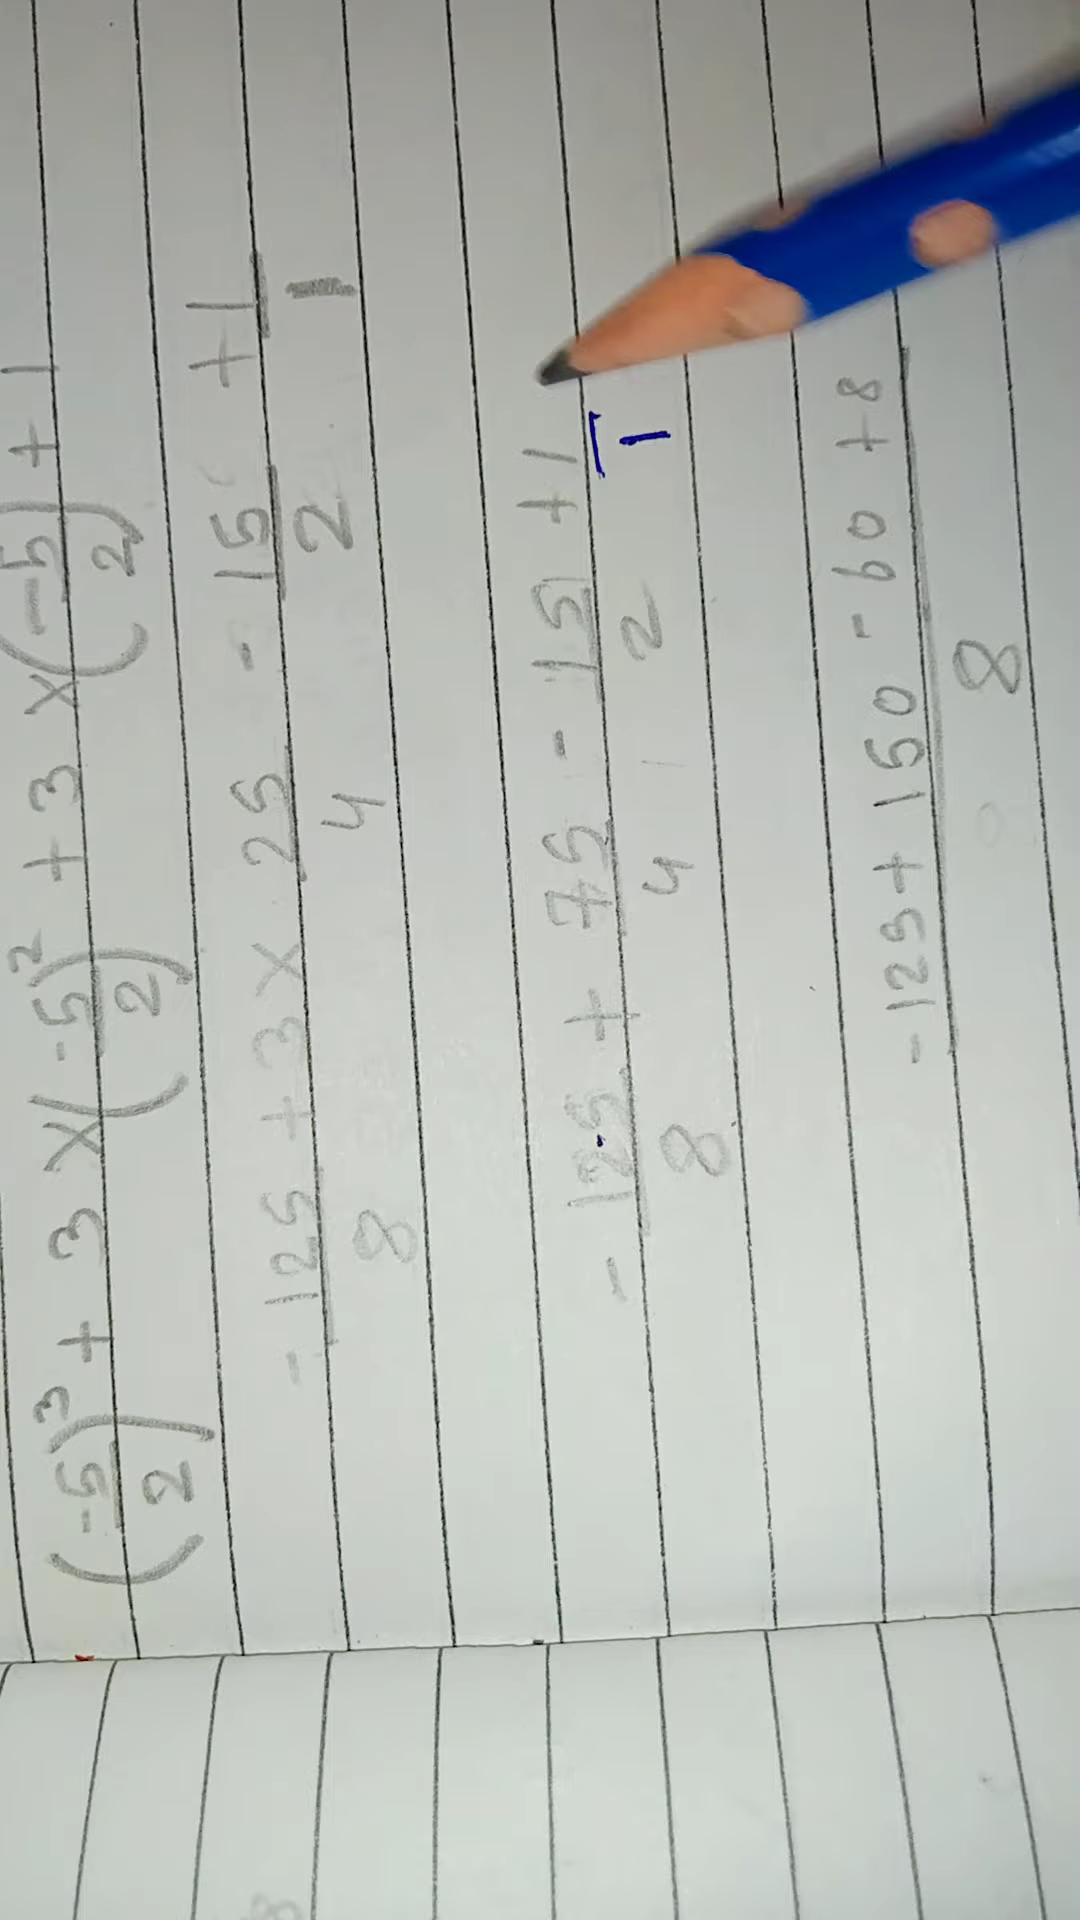 (-5/2)³ + 3 x (-5/2)² + 3 x (-5/2) + 1
- 125/8 + 3 x 25/4 - 15/2 + 1/1
- 125/8 + 75/4 - 15/2 + 1/1
-125 + 150 - 60 + 8 / 8